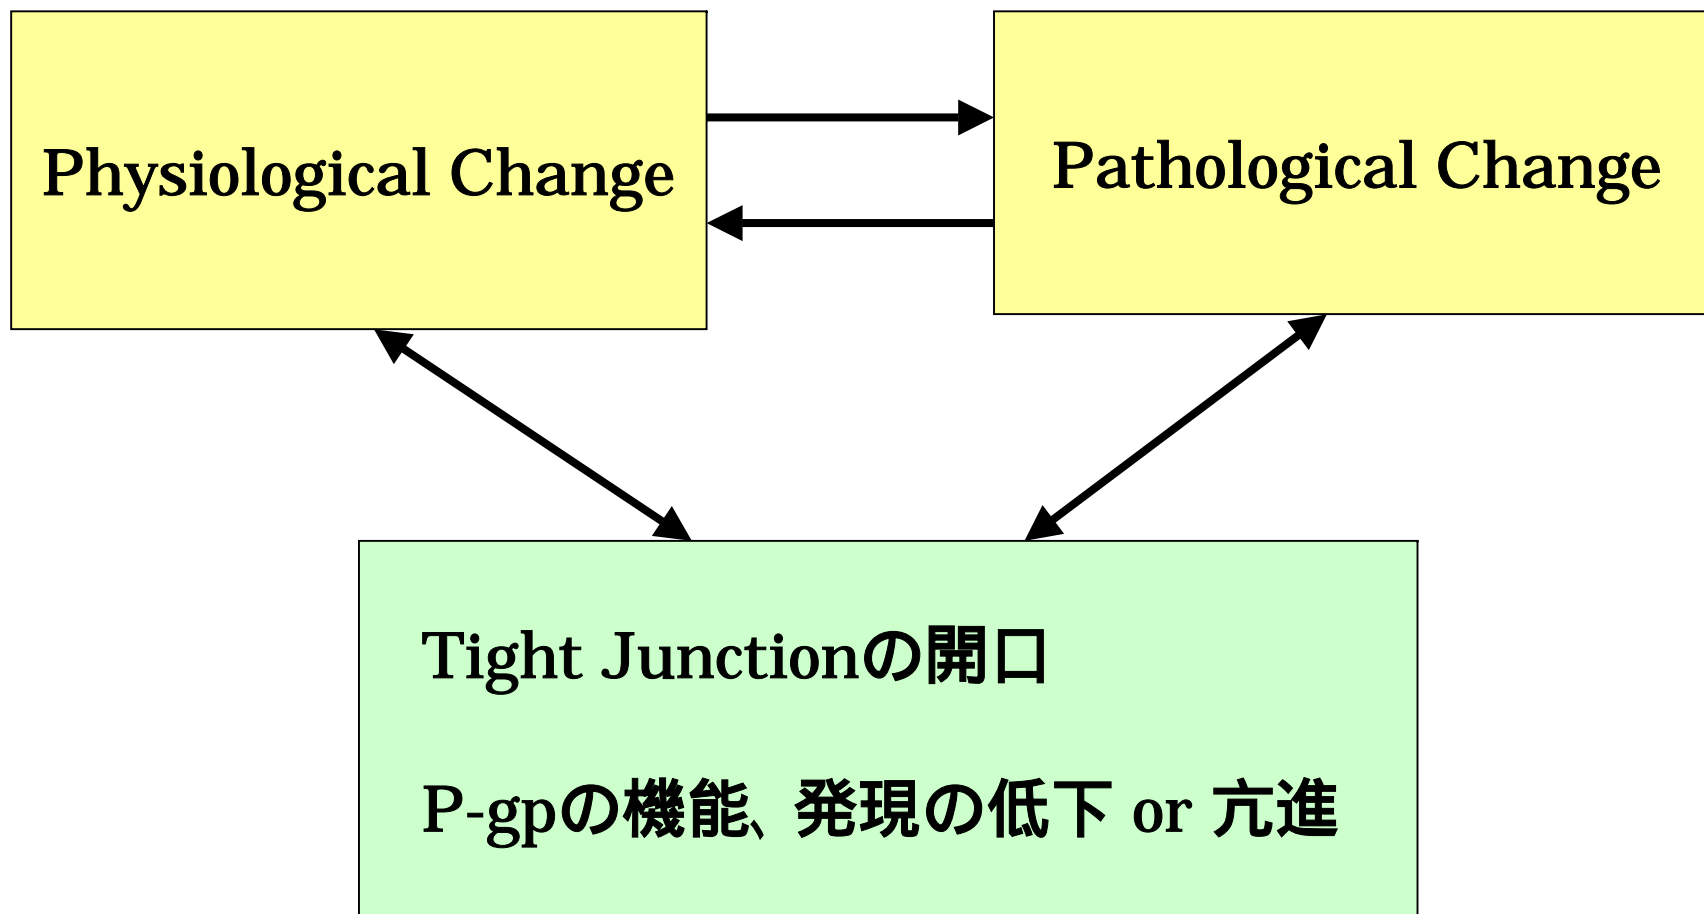 Physiological Change
Pathological Change
Tight Junctionの開口
P-gpの機能、発現の低下 or 亢進